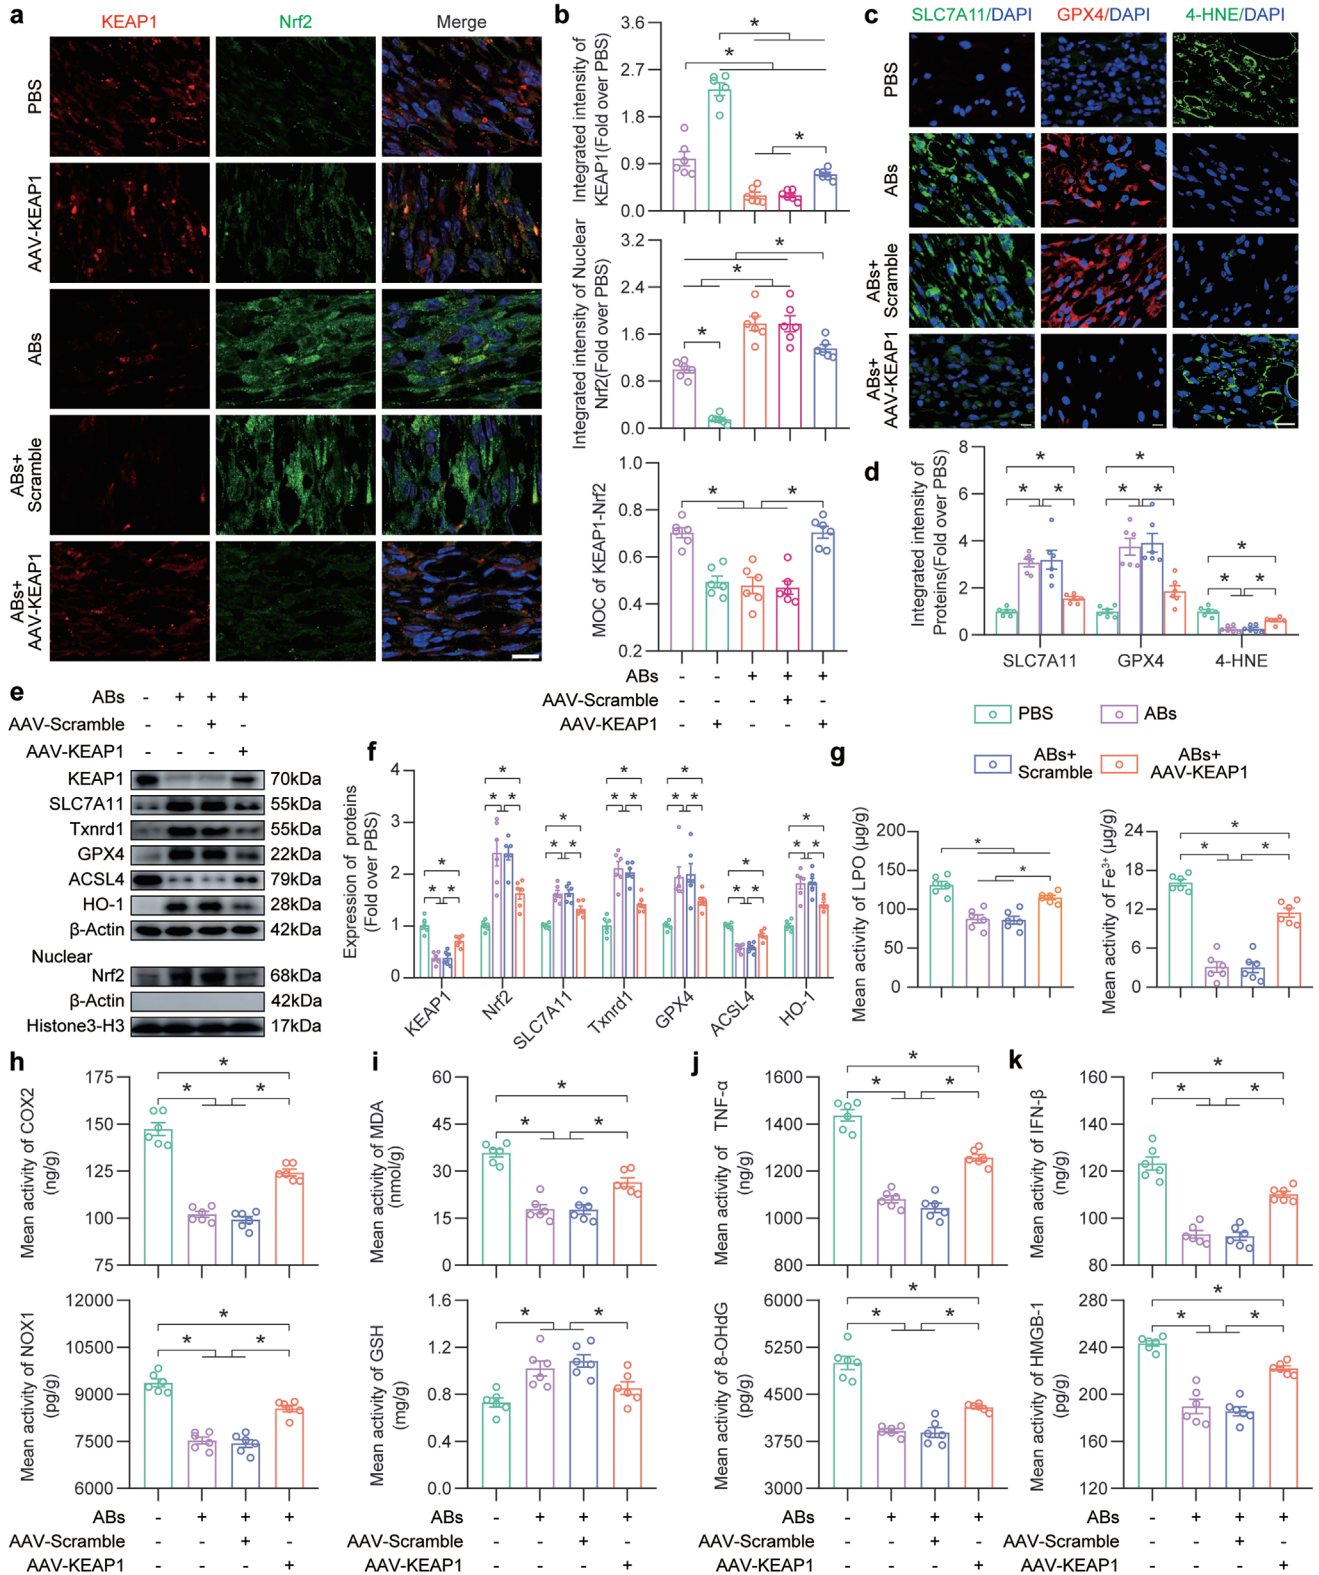 a
KEAP1
Nrf2
Merge
PBS
AAV-KEAP1
ABs
ABs+
Scramble
ABs+
AAV-KEAP1
b
Integrated intensity of
KEAP1(Fold over PBS)
3.6
2.7
1.8
0.9
0.0
*
*
*
Integrated intensity of Nuclear
Nrf2(Fold over PBS)
3.2
2.4
1.6
0.8
0.0
*
*
*
MOC of KEAP1-Nrf2
1.0
0.8
0.6
0.4
0.2
* *
ABs - - + + +
AAV-Scramble - - - + -
AAV-KEAP1 - + - - +
c
SLC7A11/DAPI
GPX4/DAPI
4-HNE/DAPI
PBS
ABs
ABs+
Scramble
ABs+
AAV-KEAP1
d
Integrated intensity of
Proteins(Fold over PBS)
8
6
4
2
0
* * *
* * * * * *
SLC7A11 GPX4 4-HNE
PBS ABs
ABs+
Scramble
ABs+
AAV-KEAP1
e
ABs - + + +
AAV-Scramble - - + -
AAV-KEAP1 - - - +
KEAP1 70kDa
SLC7A11 55kDa
Txnrd1 55kDa
GPX4 22kDa
ACSL4 79kDa
HO-1 28kDa
β-Actin 42kDa
Nuclear
Nrf2 68kDa
β-Actin 42kDa
Histone3-H3 17kDa
f
Expression of proteins
(Fold over PBS)
4
3
2
1
0
* * * * * * *
* * * * * * * * * * * * * *
KEAP1 Nrf2 SLC7A11 Txnrd1 GPX4 ACSL4 HO-1
g
Mean activity of LPO (μg/g)
200
150
100
50
0
*
*
Mean activity of Fe3+ (μg/g)
24
18
12
6
0
*
* *
h
Mean activity of COX2
(ng/g)
175
150
125
100
75
*
* *
Mean activity of NOX1
(pg/g)
12000
10500
9000
7500
6000
*
* *
ABs - + + +
AAV-Scramble - - + -
AAV-KEAP1 - - - +
i
Mean activity of MDA
(nmol/g)
60
45
30
15
0
*
* *
Mean activity of GSH
(mg/g)
1.6
1.2
0.8
0.4
0.0
* *
ABs - + + +
AAV-Scramble - - + -
AAV-KEAP1 - - - +
j
Mean activity of TNF-α
(ng/g)
1600
1400
1200
1000
800
*
* *
Mean activity of 8-OHdG
(pg/g)
6000
5250
4500
3750
3000
*
* *
ABs - + + +
AAV-Scramble - - + -
AAV-KEAP1 - - - +
k
Mean activity of IFN-β
(ng/g)
160
140
120
100
80
*
* *
Mean activity of HMGB-1
(pg/g)
280
240
200
160
120
*
* *
ABs - + + +
AAV-Scramble - - + -
AAV-KEAP1 - - - +